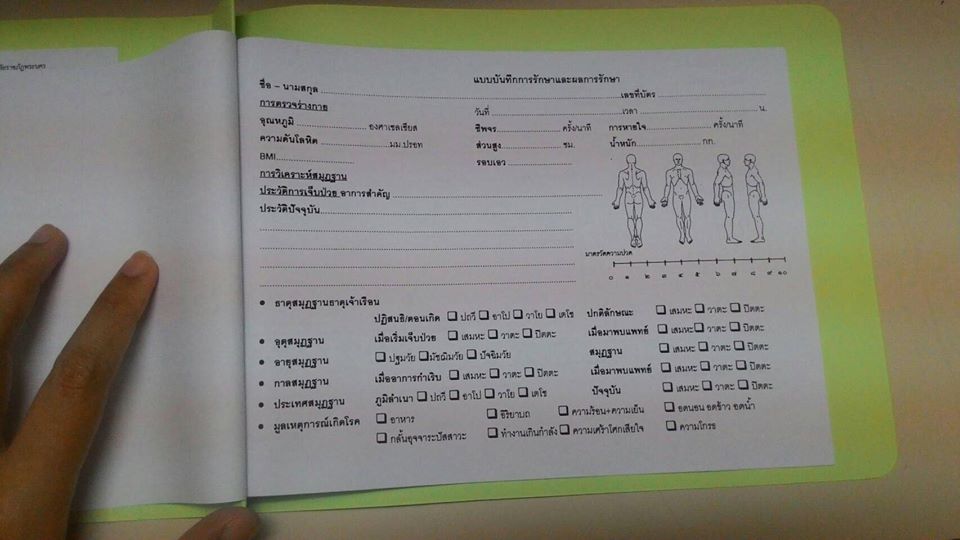 ลัยราชภัฏพระนคร
แบบบันทึกการรักษาและผลการรักษา
ชื่อ – นามสกุล ........................ เลขที่บัตร ........................
การตรวจร่างกาย วันที่ ........................ เวลา ........................ น.
อุณหภูมิ ........................ องศาเซลเซียส ชีพจร ........................ ครั้ง/นาที การหายใจ ........................ ครั้ง/นาที
ความดันโลหิต ........................ มม.ปรอท ส่วนสูง ........................ ซม. น้ำหนัก ........................ กก.
BMI ........................ รอบเอว ........................
การวิเคราะห์สมุฏฐาน
ประวัติการเจ็บป่วย อาการสำคัญ ........................
ประวัติปัจจุบัน ........................
มาตรวัดความปวด
๐ ๑ ๒ ๓ ๔ ๕ ๖ ๗ ๘ ๙ ๑๐
• ธาตุสมุฏฐานธาตุเจ้าเรือน
ปฏิสนธิ/ตอนเกิด ❑ ปถวี ❑ อาโป ❑ วาโย ❑ เตโช ปกติลักษณะ ❑ เสมหะ ❑ วาตะ ❑ ปิตตะ
• อุตุสมุฏฐาน เมื่อเริ่มเจ็บป่วย ❑ เสมหะ ❑ วาตะ ❑ ปิตตะ เมื่อมาพบแพทย์ ❑ เสมหะ ❑ วาตะ ❑ ปิตตะ
• อายุสมุฏฐาน ❑ ปฐมวัย ❑ มัชฌิมวัย ❑ ปัจฉิมวัย สมุฏฐาน ❑ เสมหะ ❑ วาตะ ❑ ปิตตะ
• กาลสมุฏฐาน เมื่ออาการกำเริบ ❑ เสมหะ ❑ วาตะ ❑ ปิตตะ เมื่อมาพบแพทย์ ❑ เสมหะ ❑ วาตะ ❑ ปิตตะ
• ประเทศสมุฏฐาน ภูมิลำเนา ❑ ปถวี ❑ อาโป ❑ วาโย ❑ เตโช ปัจจุบัน ❑ เสมหะ ❑ วาตะ ❑ ปิตตะ
• มูลเหตุการณ์เกิดโรค ❑ อาหาร ❑ อิริยาบถ ❑ ความร้อน+ความเย็น ❑ อดนอน อดข้าว อดน้ำ
❑ กลั้นอุจจาระปัสสาวะ ❑ ทำงานเกินกำลัง ❑ ความเศร้าโศกเสียใจ ❑ ความโกรธ